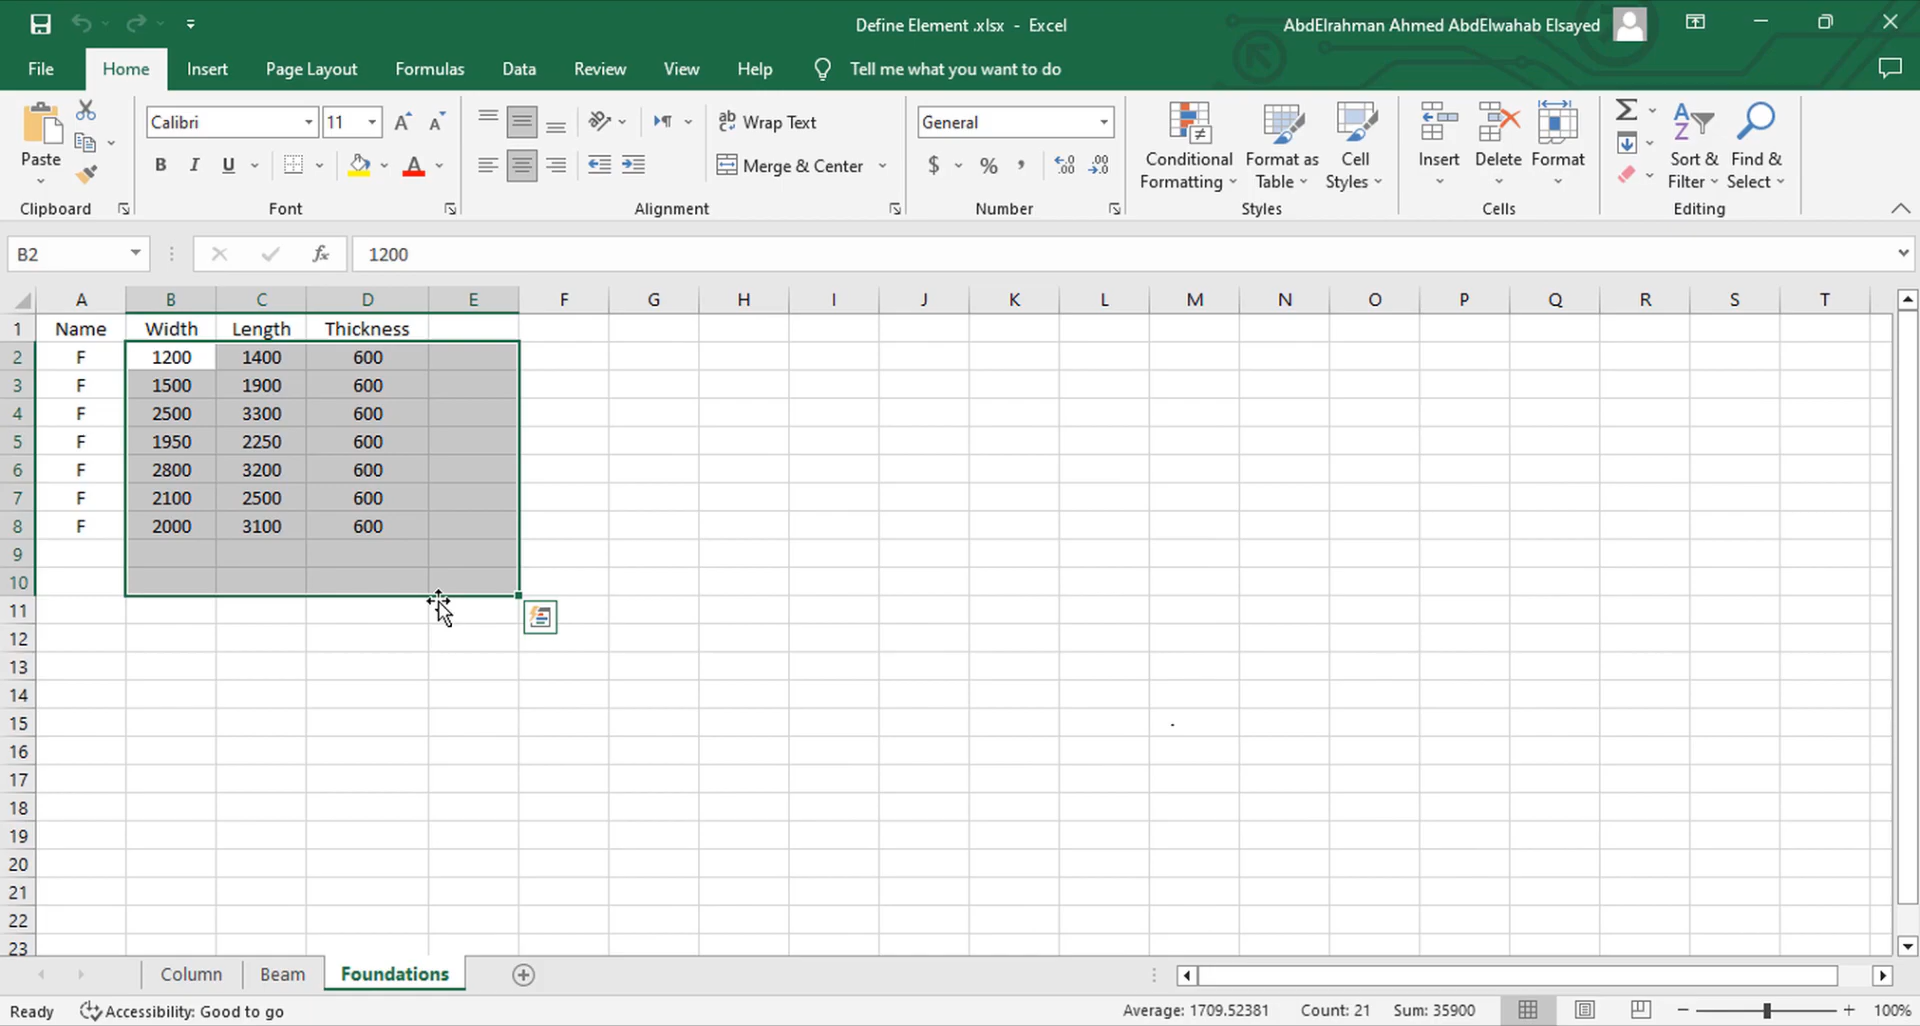 Define Element .xlsx - Excel
AbdElrahman Ahmed AbdElwahab Elsayed
File Home Insert Page Layout Formulas Data Review View Help Tell me what you want to do
Paste
Clipboard
Calibri 11
B I U A
Font
ab Wrap Text
Merge & Center
Alignment
General
$ % ,
Number
Conditional Formatting
Format as Table
Cell Styles
Styles
Insert Delete Format
Cells
Sort & Filter
Find & Select
Editing
B2 fx 1200
A B C D E F G H I J K L M N O P Q R S T
1 Name Width Length Thickness
2 F 1200 1400 600
3 F 1500 1900 600
4 F 2500 3300 600
5 F 1950 2250 600
6 F 2800 3200 600
7 F 2100 2500 600
8 F 2000 3100 600
9
10
11
12
13
14
15
16
17
18
19
20
21
22
23
Column Beam Foundations
Ready Accessibility: Good to go Average: 1709.52381 Count: 21 Sum: 35900 100%